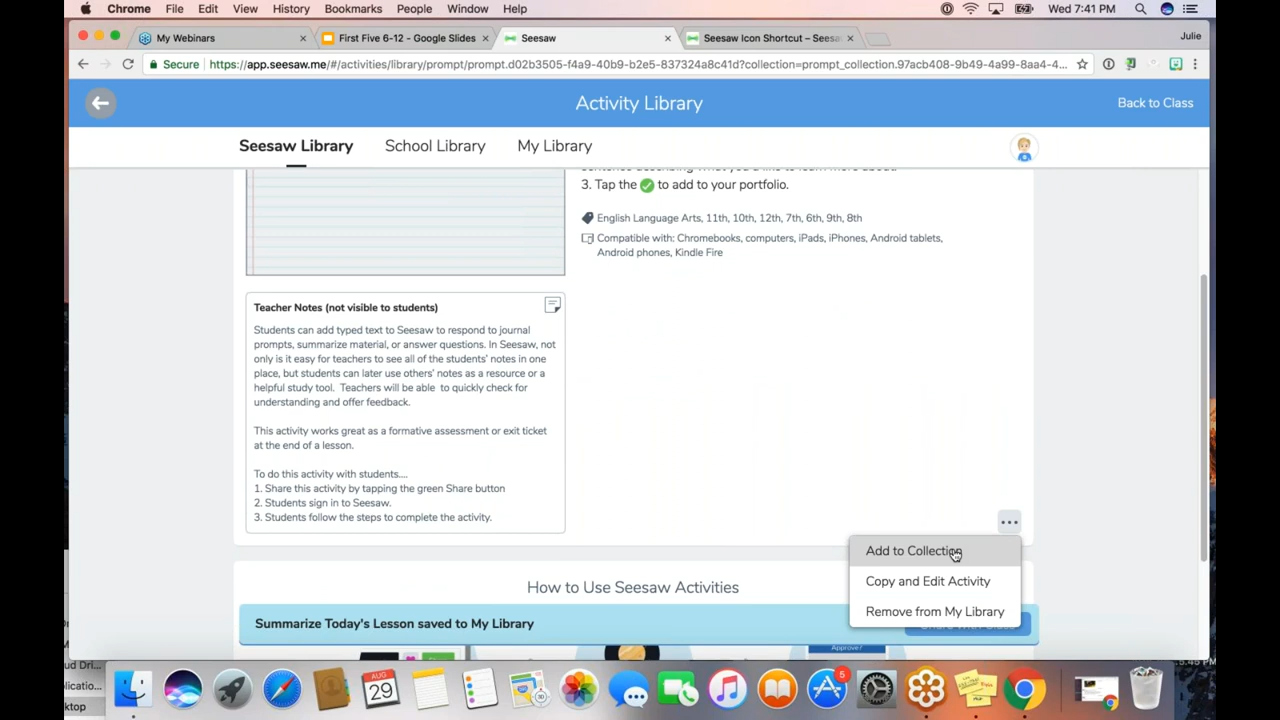 Chrome File Edit View History Bookmarks People Window Help Wed 7:41 PM
My Webinars First Five 6-12 - Google Slides Seesaw Seesaw Icon Shortcut – Seesa Julie
Secure https://app.seesaw.me/#/activities/library/prompt/prompt.d02b3505-f4a9-40b9-b2e5-837324a8c41d?collection=prompt_collection.97acb408-9b49-4a99-8aa4-4...
Activity Library Back to Class
Seesaw Library School Library My Library
sentence describing what you'd like to learn more about.
3. Tap the to add to your portfolio.
English Language Arts, 11th, 10th, 12th, 7th, 6th, 9th, 8th
Compatible with: Chromebooks, computers, iPads, iPhones, Android tablets,
Android phones, Kindle Fire
Teacher Notes (not visible to students)
Students can add typed text to Seesaw to respond to journal
prompts, summarize material, or answer questions. In Seesaw, not
only is it easy for teachers to see all of the students' notes in one
place, but students can later use others' notes as a resource or a
helpful study tool. Teachers will be able to quickly check for
understanding and offer feedback.
This activity works great as a formative assessment or exit ticket
at the end of a lesson.
To do this activity with students....
1. Share this activity by tapping the green Share button
2. Students sign in to Seesaw.
3. Students follow the steps to complete the activity.
Add to Collection
Copy and Edit Activity
Remove from My Library
How to Use Seesaw Activities
Summarize Today's Lesson saved to My Library
Approve?
AUG
29
5